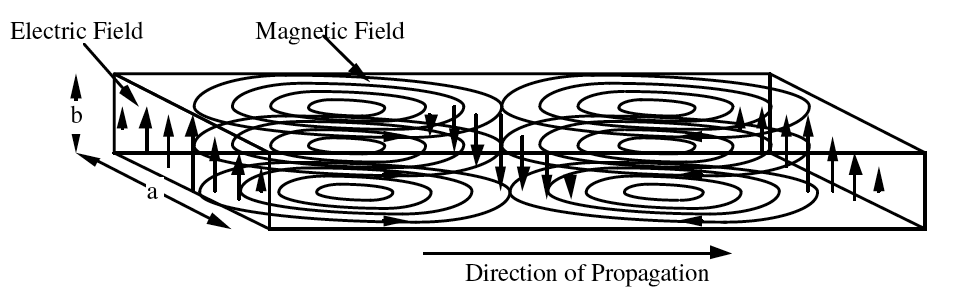 Electric Field
Magnetic Field
b
a
Direction of Propagation